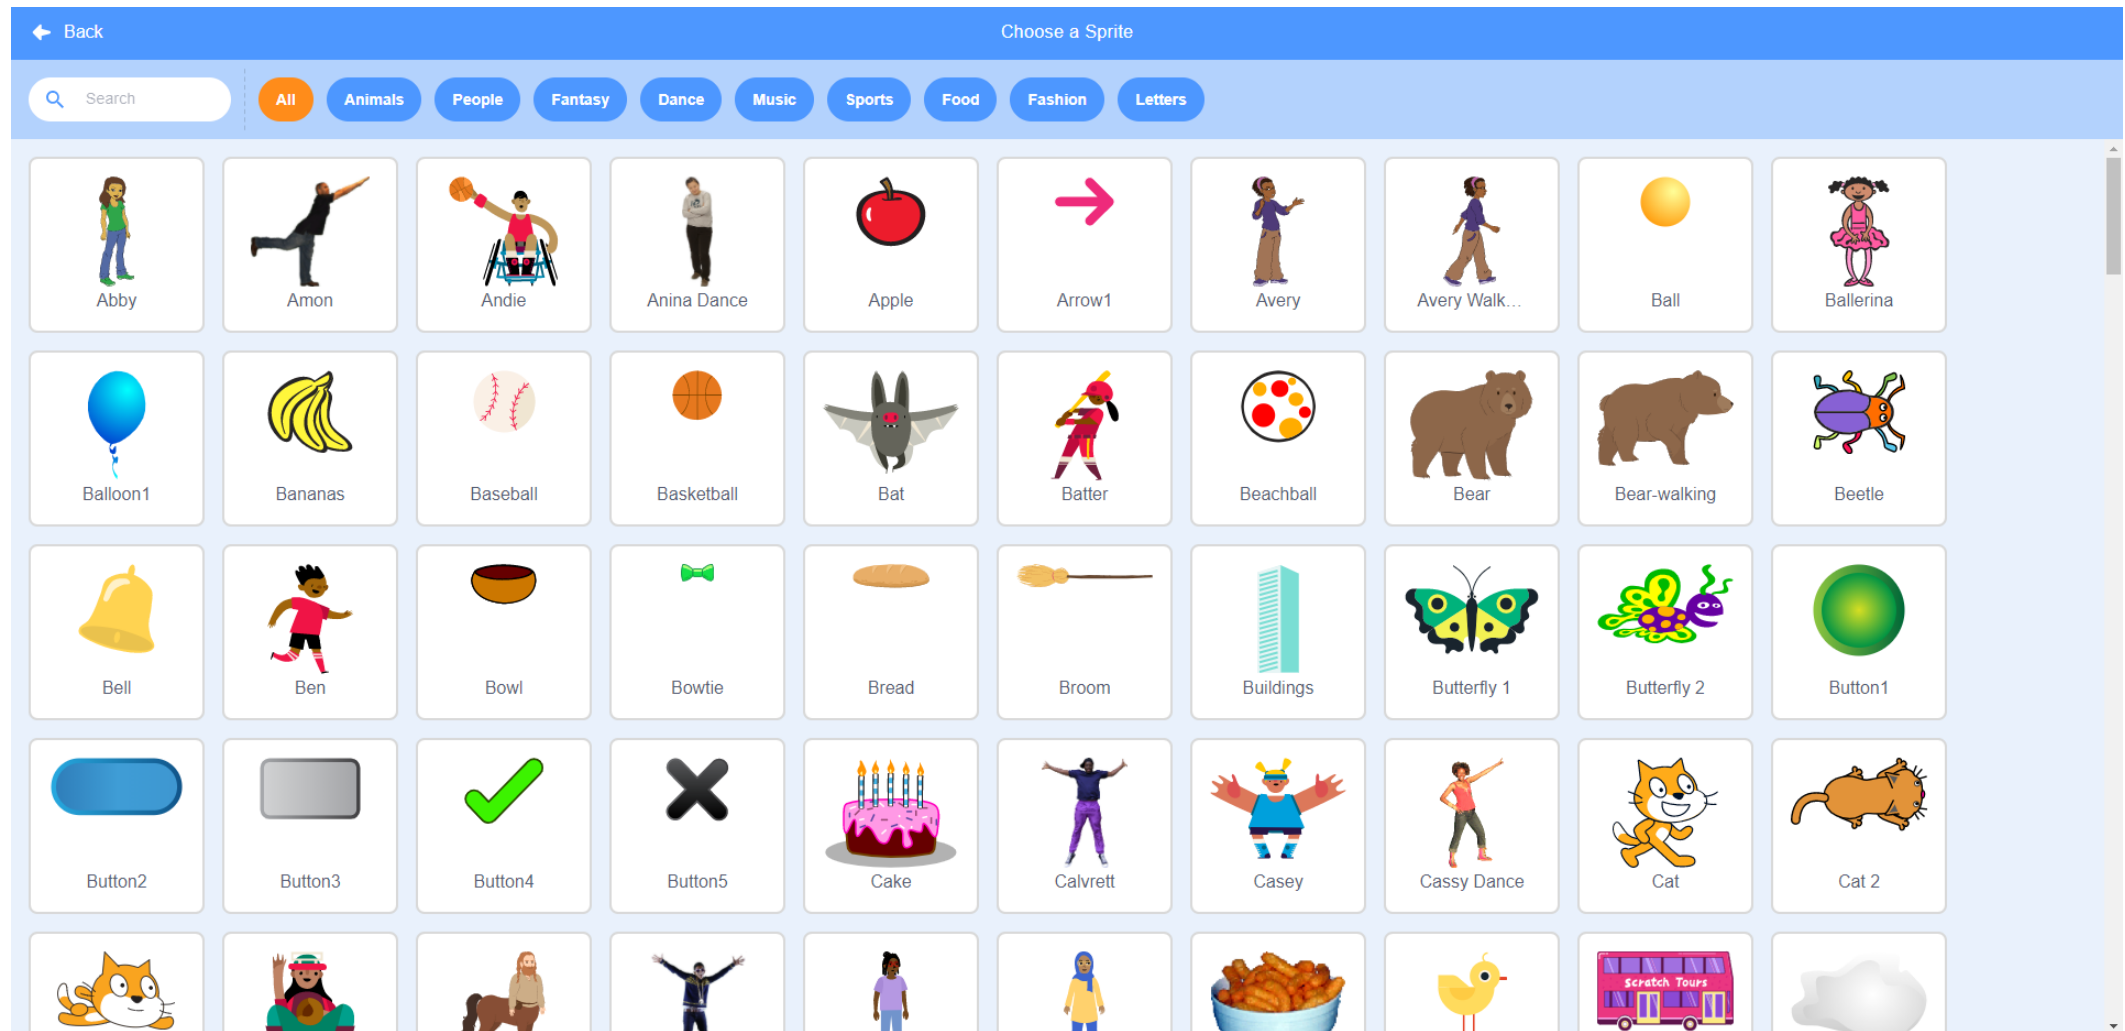 Back
Choose a Sprite
Search
All
Animals
People
Fantasy
Dance
Music
Sports
Food
Fashion
Letters
Abby
Amon
Andie
Anina Dance
Apple
Arrow1
Avery
Avery Walk...
Ball
Ballerina
Balloon1
Bananas
Baseball
Basketball
Bat
Batter
Beachball
Bear
Bear-walking
Beetle
Bell
Ben
Bowl
Bowtie
Bread
Broom
Buildings
Butterfly 1
Butterfly 2
Button1
Button2
Button3
Button4
Button5
Cake
Calvrett
Casey
Cassy Dance
Cat
Cat 2
Scratch Tours